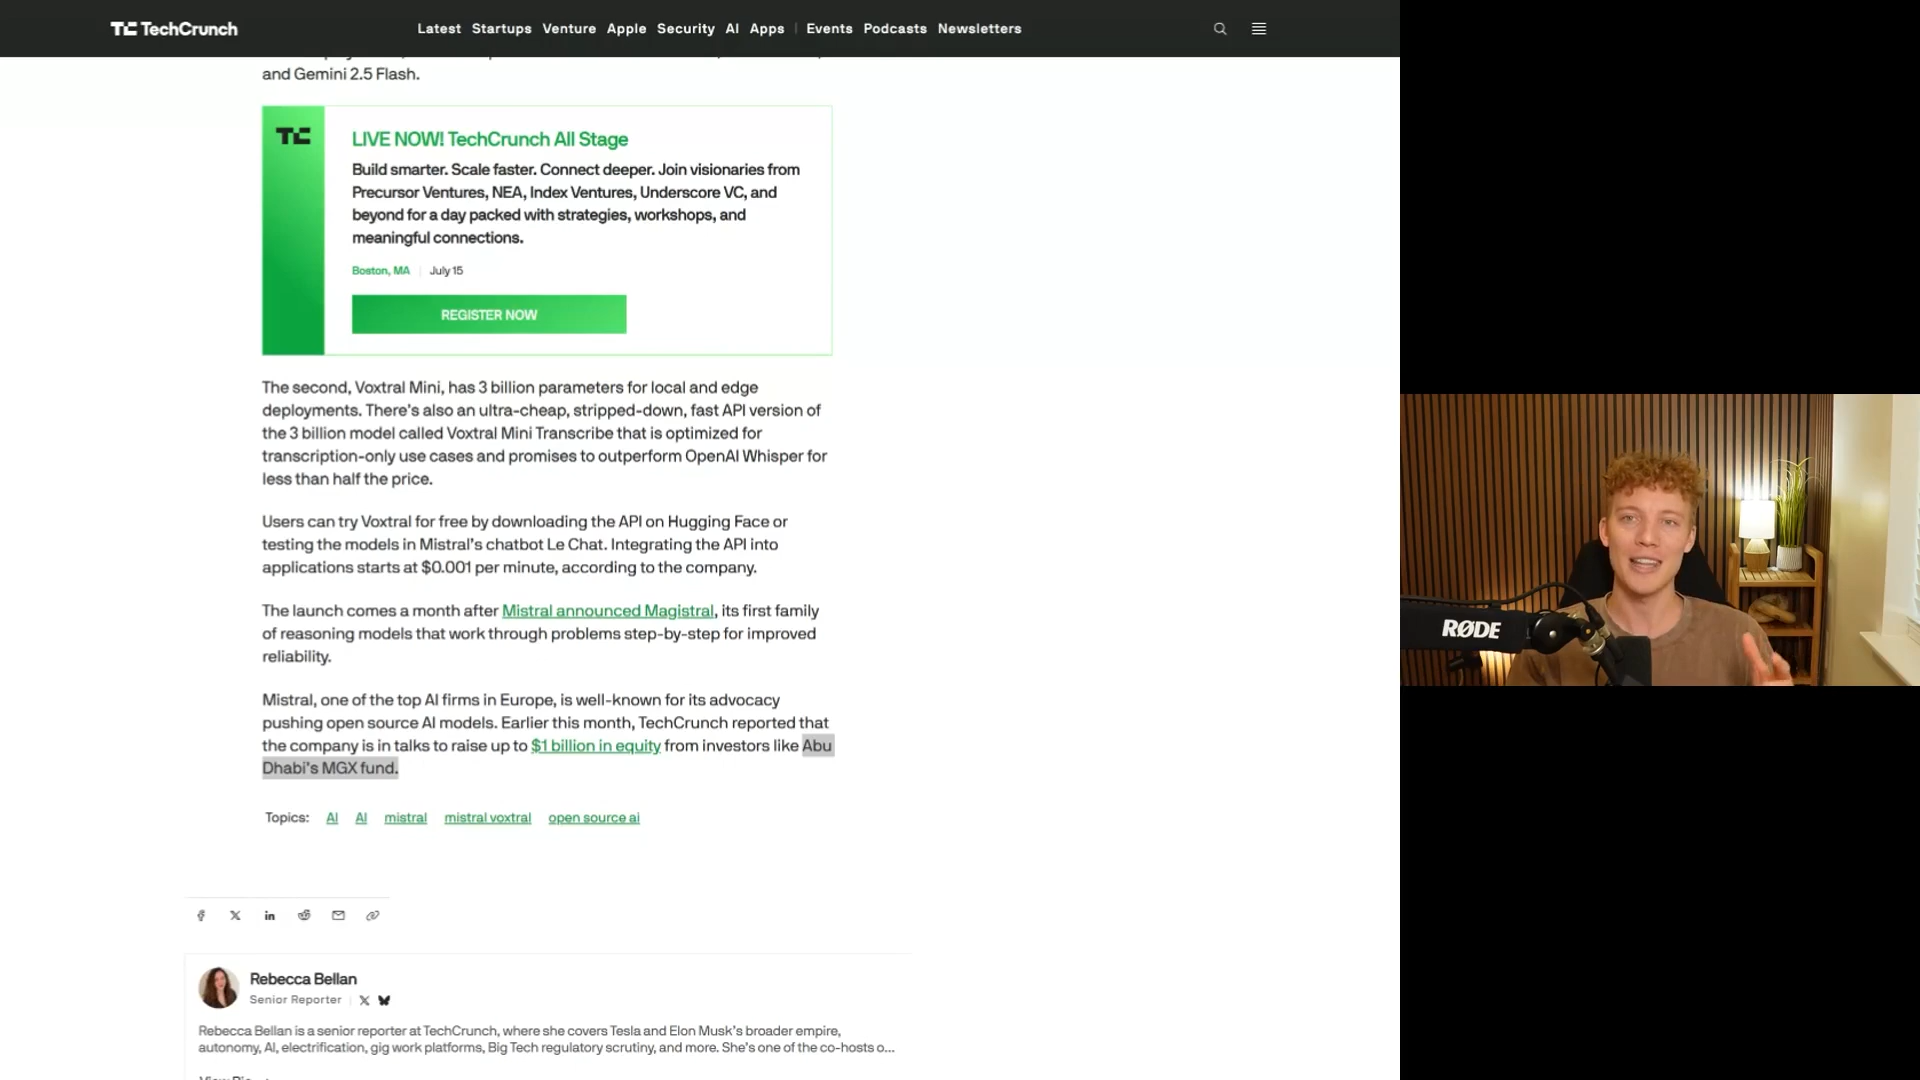 TechCrunch
Latest Startups Venture Apple Security AI Apps | Events Podcasts Newsletters
and Gemini 2.5 Flash.
TC
LIVE NOW! TechCrunch All Stage
Build smarter. Scale faster. Connect deeper. Join visionaries from
Precursor Ventures, NEA, Index Ventures, Underscore VC, and
beyond for a day packed with strategies, workshops, and
meaningful connections.
Boston, MA | July 15
REGISTER NOW
The second, Voxtral Mini, has 3 billion parameters for local and edge
deployments. There's also an ultra-cheap, stripped-down, fast API version of
the 3 billion model called Voxtral Mini Transcribe that is optimized for
transcription-only use cases and promises to outperform OpenAI Whisper for
less than half the price.
Users can try Voxtral for free by downloading the API on Hugging Face or
testing the models in Mistral's chatbot Le Chat. Integrating the API into
applications starts at $0.001 per minute, according to the company.
The launch comes a month after Mistral announced Magistral, its first family
of reasoning models that work through problems step-by-step for improved
reliability.
Mistral, one of the top AI firms in Europe, is well-known for its advocacy
pushing open source AI models. Earlier this month, TechCrunch reported that
the company is in talks to raise up to $1 billion in equity from investors like Abu
Dhabi's MGX fund.
Topics: AI AI mistral mistral voxtral open source ai
Rebecca Bellan
Senior Reporter
Rebecca Bellan is a senior reporter at TechCrunch, where she covers Tesla and Elon Musk's broader empire,
autonomy, AI, electrification, gig work platforms, Big Tech regulatory scrutiny, and more. She's one of the co-hosts o...
RØDE